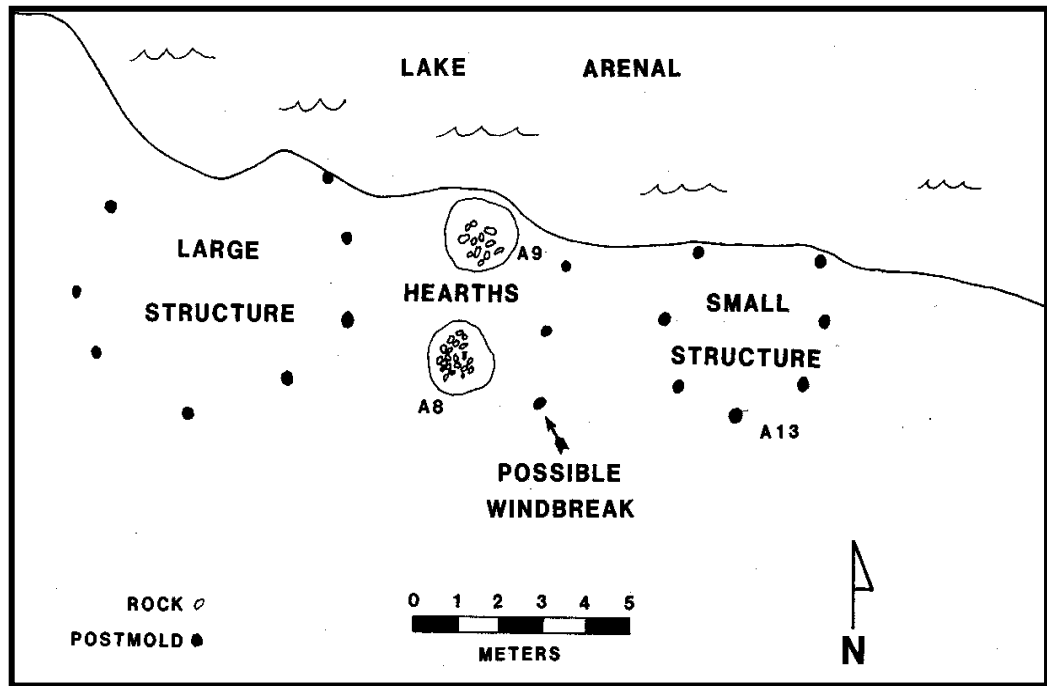 LAKE ARENAL
LARGE
STRUCTURE
A9
HEARTHS
A8
SMALL
STRUCTURE
A13
POSSIBLE
WINDBREAK
ROCK
POSTMOLD
0 1 2 3 4 5
METERS
N